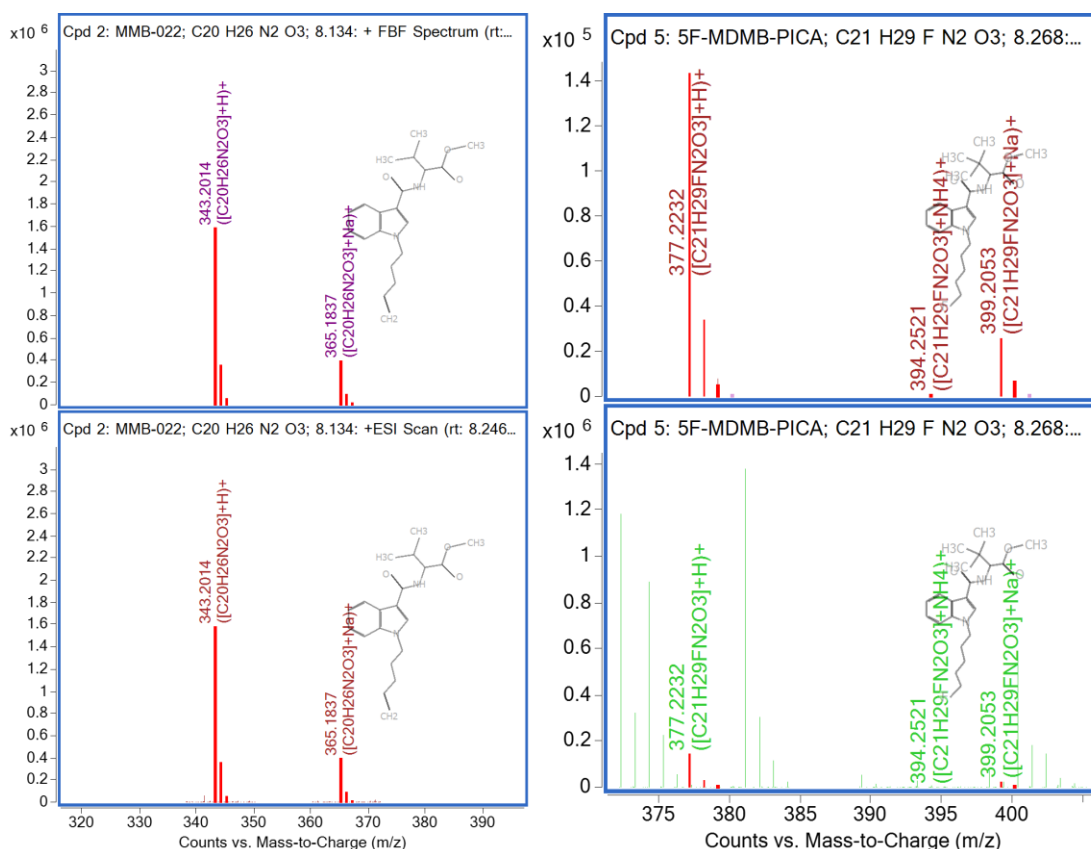 Cpd 2: MMB-022; C20 H26 N2 O3; 8.134: + FBF Spectrum (rt:...
x10 6
3
2.8
2.6
2.4
2.2
2
1.8
1.6
1.4
1.2
1
0.8
0.6
0.4
0.2
0
343.2014
([C20H26N2O3]+H)+
365.1837
([C20H26N2O3]+Na)+
CH3
H3C
O
CH3
O
NH
O
N
CH2
Cpd 5: 5F-MDMB-PICA; C21 H29 F N2 O3; 8.268:...
x10 5
1.4
1.2
1
0.8
0.6
0.4
0.2
0
377.2232
([C21H29FN2O3]+H)+
394.2521
([C21H29FN2O3]+NH4)+
399.2053
([C21H29FN2O3]+Na)+
CH3
H3C
CH3
H3C
NH
N
Cpd 2: MMB-022; C20 H26 N2 O3; 8.134: +ESI Scan (rt: 8.246...
x10 6
3
2.8
2.6
2.4
2.2
2
1.8
1.6
1.4
1.2
1
0.8
0.6
0.4
0.2
0
343.2014
([C20H26N2O3]+H)+
365.1837
([C20H26N2O3]+Na)+
CH3
H3C
O
CH3
O
NH
O
N
CH2
320 330 340 350 360 370 380 390
Counts vs. Mass-to-Charge (m/z)
Cpd 5: 5F-MDMB-PICA; C21 H29 F N2 O3; 8.268:...
x10 6
1.4
1.2
1
0.8
0.6
0.4
0.2
0
377.2232
([C21H29FN2O3]+H)+
394.2521
([C21H29FN2O3]+NH4)+
399.2053
([C21H29FN2O3]+Na)+
CH3
O
CH3
H3C
H3C
O
NH
N
375 380 385 390 395 400
Counts vs. Mass-to-Charge (m/z)